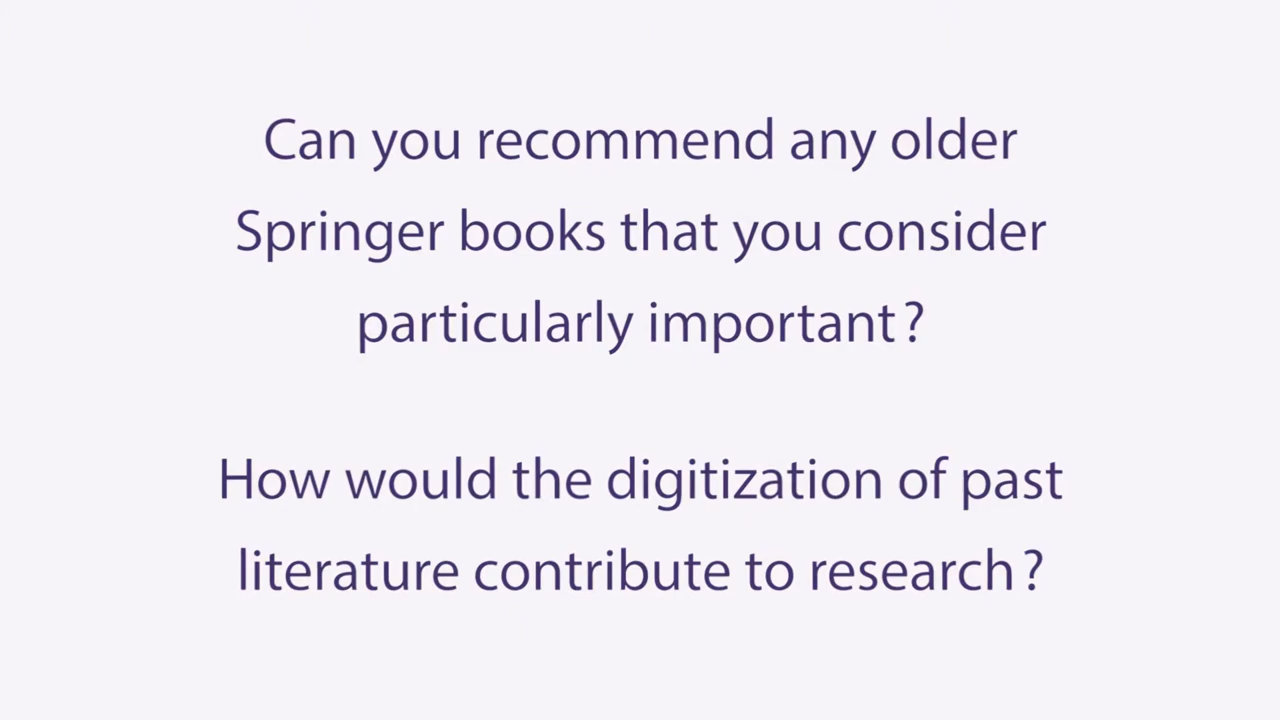 Can you recommend any older
Springer books that you consider
particularly important?
How would the digitization of past
literature contribute to research?